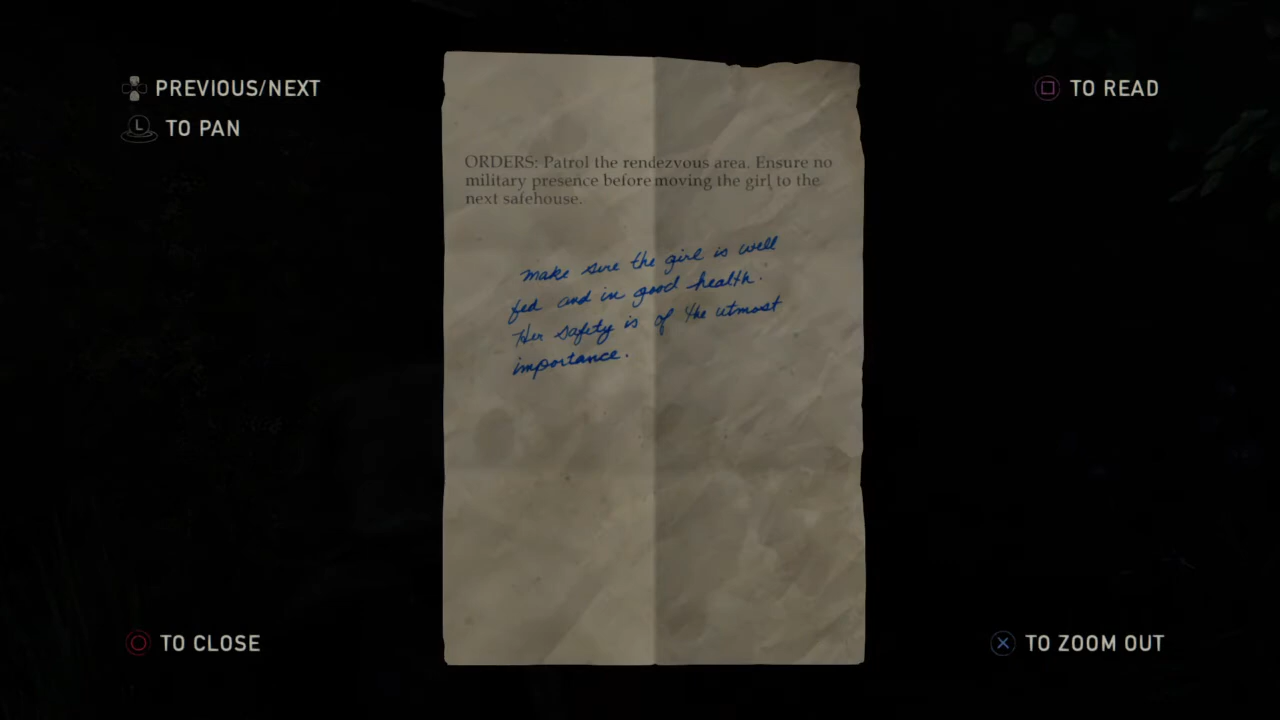 PREVIOUS/NEXT
L TO PAN
TO READ
ORDERS: Patrol the rendezvous area. Ensure no
military presence before moving the girl to the
next safehouse.
make sure the girl is well
fed and in good health.
Her safety is of the utmost
importance.
TO CLOSE
TO ZOOM OUT